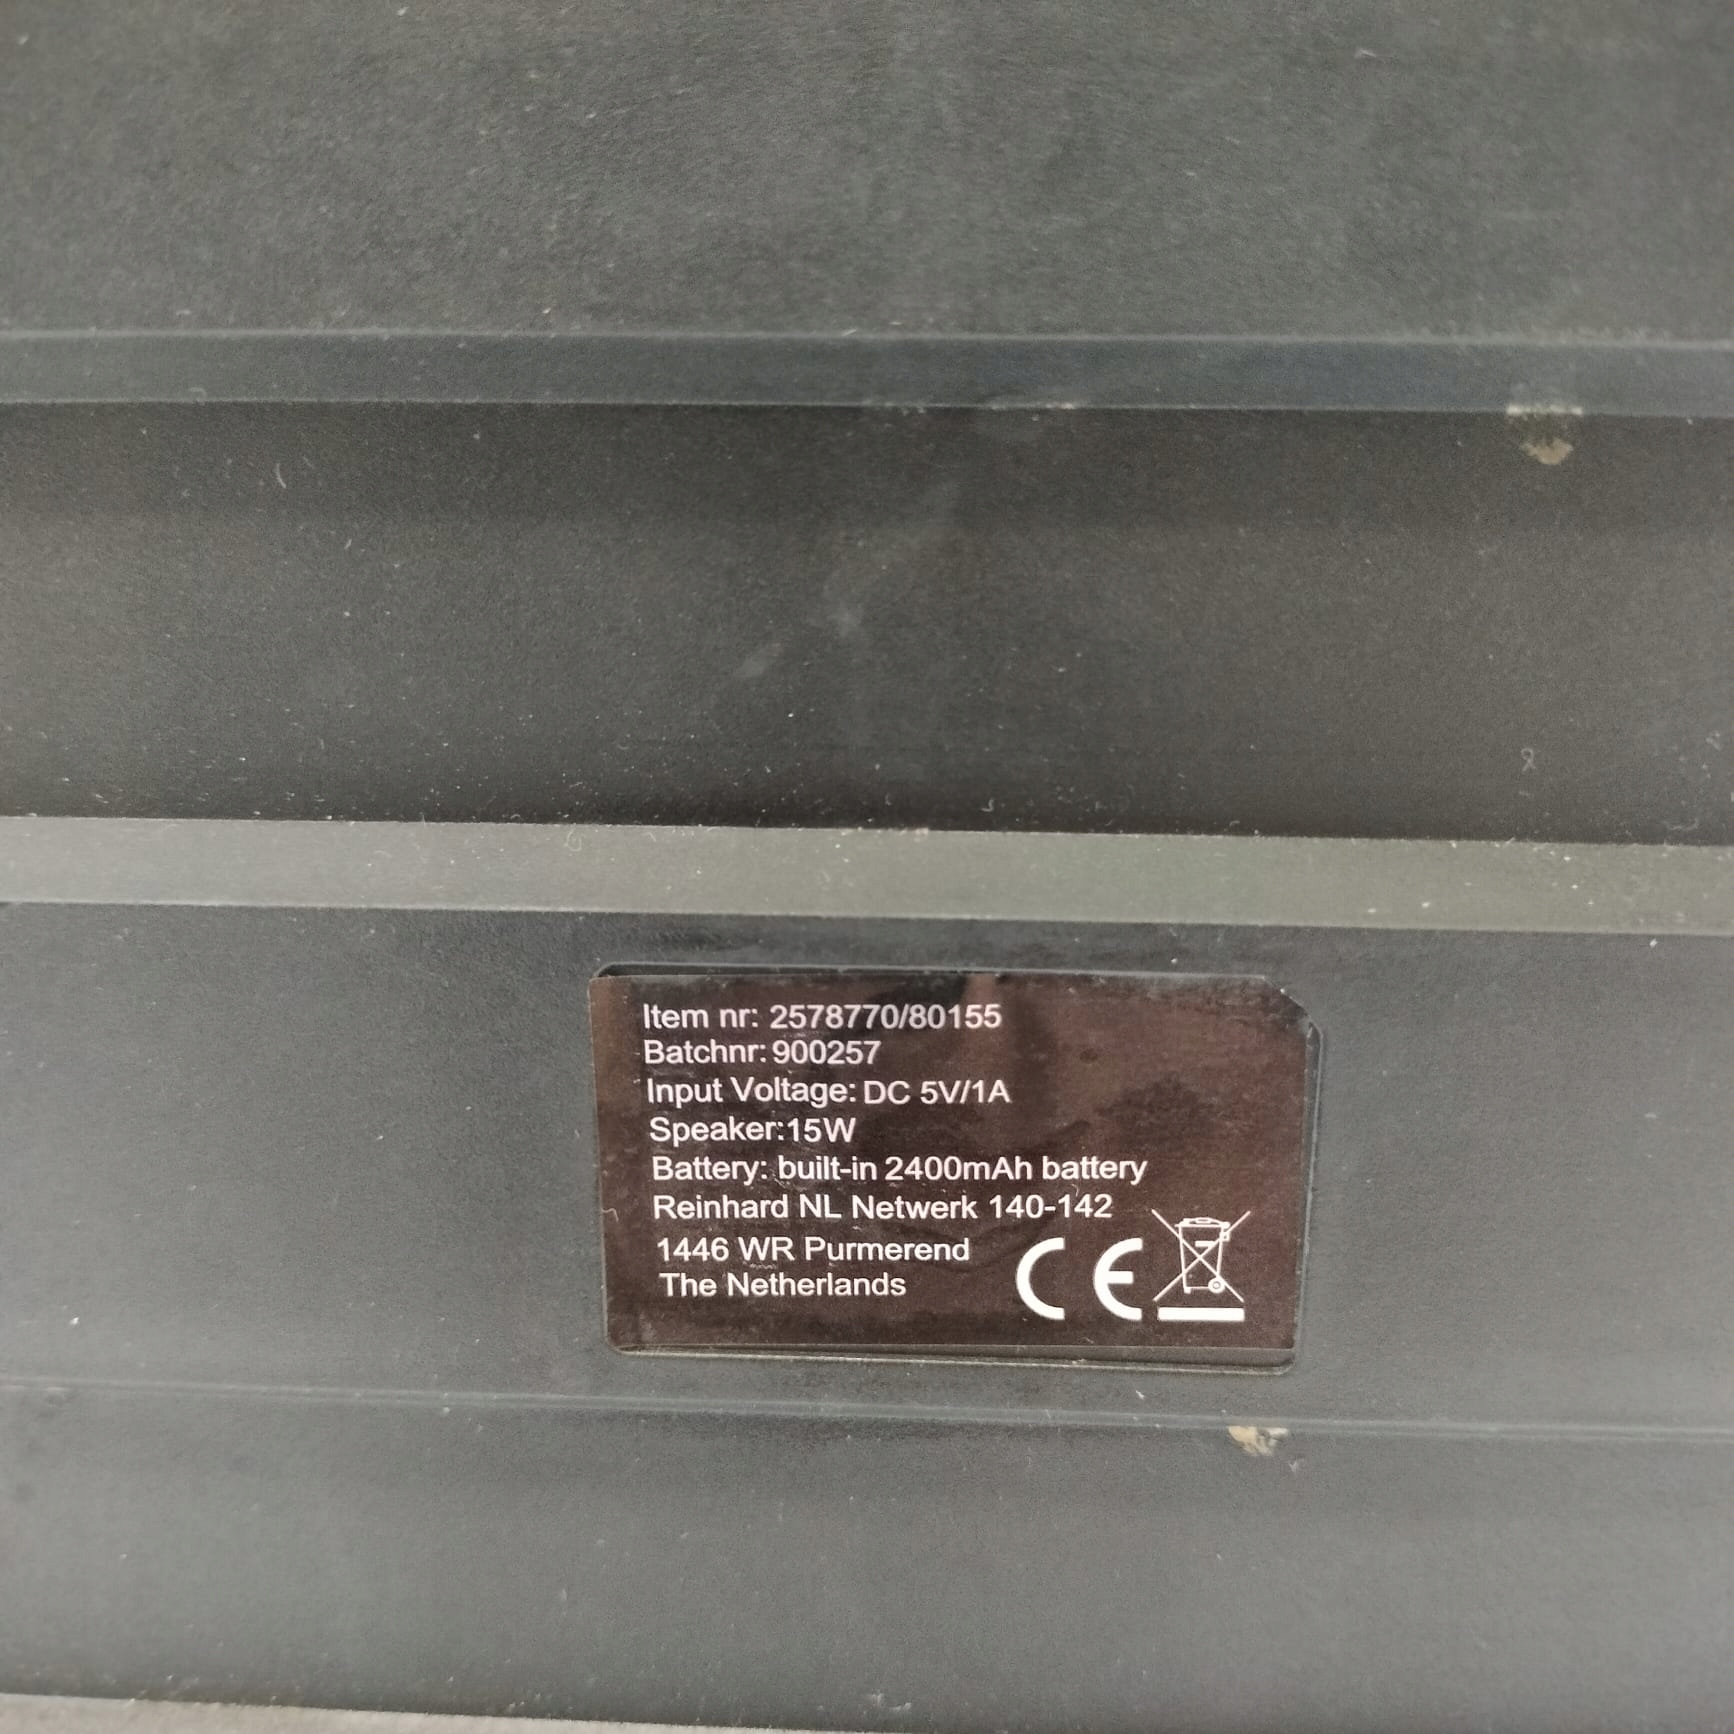 Item nr: 2578770/80155
Batchnr: 900257
Input Voltage: DC 5V/1A
Speaker:15W
Battery: built-in 2400mAh battery
Reinhard NL Netwerk 140-142
1446 WR Purmerend
The Netherlands
CE